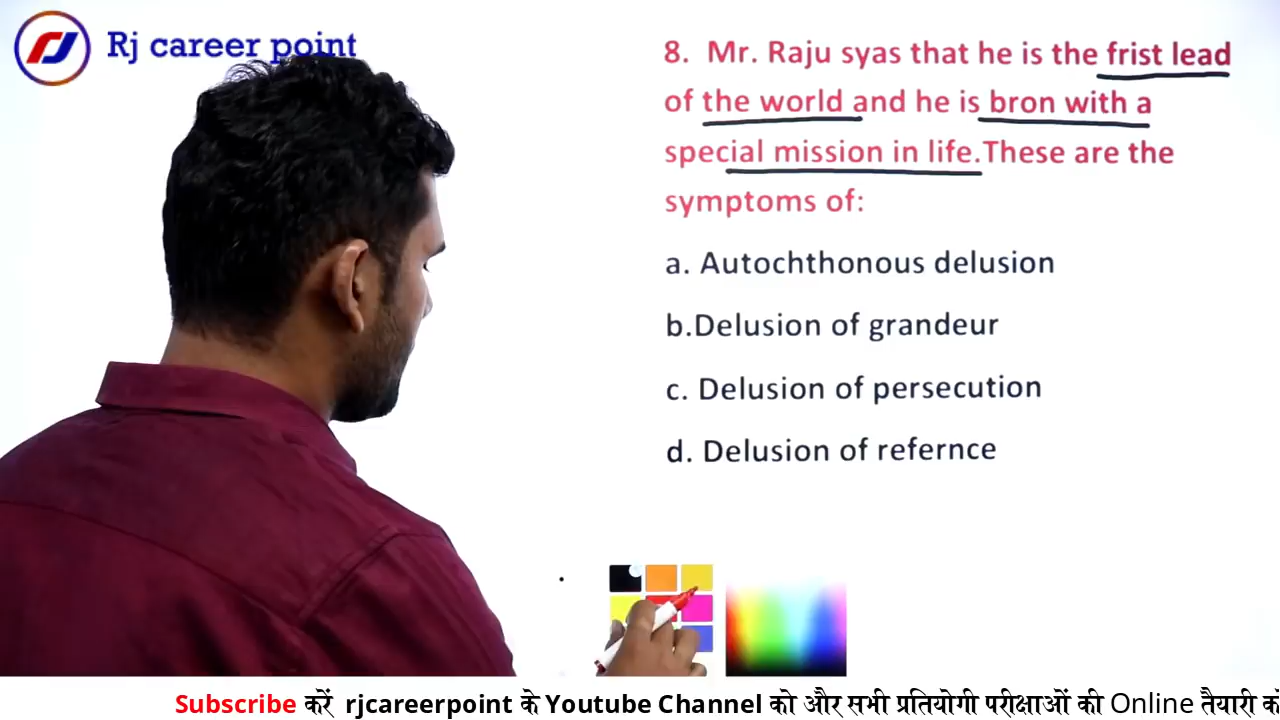 Rj career point
8. Mr. Raju syas that he is the frist lead
of the world and he is bron with a
special mission in life.These are the
symptoms of:
a. Autochthonous delusion
b.Delusion of grandeur
c. Delusion of persecution
d. Delusion of refernce
Subscribe करें rjcareerpoint के Youtube Channel को और सभी प्रतियोगी परीक्षाओं की Online तैयारी